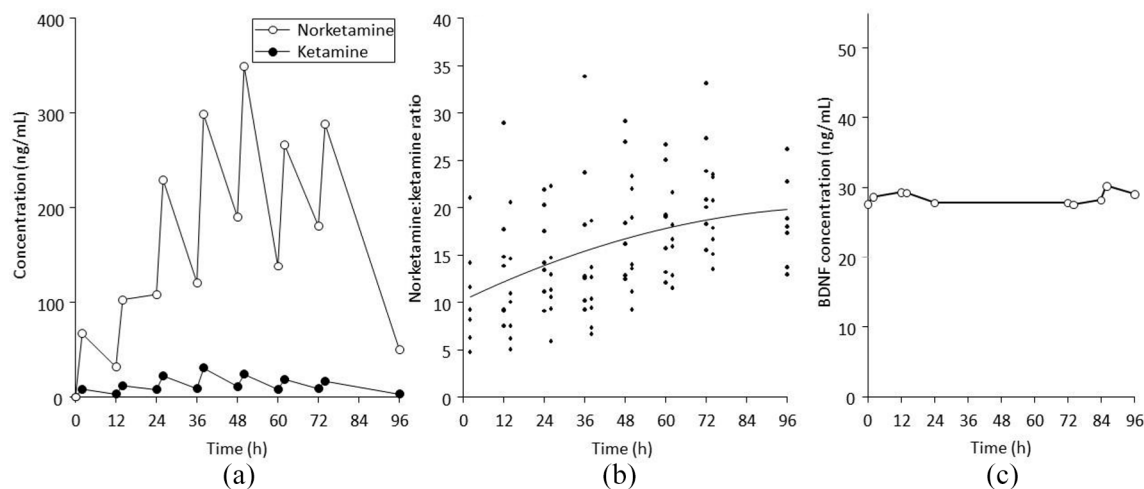 400
300
200
100
0
Concentration (ng/mL)
Norketamine
Ketamine
0 12 24 36 48 60 72 84 96
Time (h)
(a)
40
35
30
25
20
15
10
5
0
Norketamine:ketamine ratio
0 12 24 36 48 60 72 84 96
Time (h)
(b)
50
40
30
20
10
0
BDNF concentration (ng/mL)
0 12 24 36 48 60 72 84 96
Time (h)
(c)